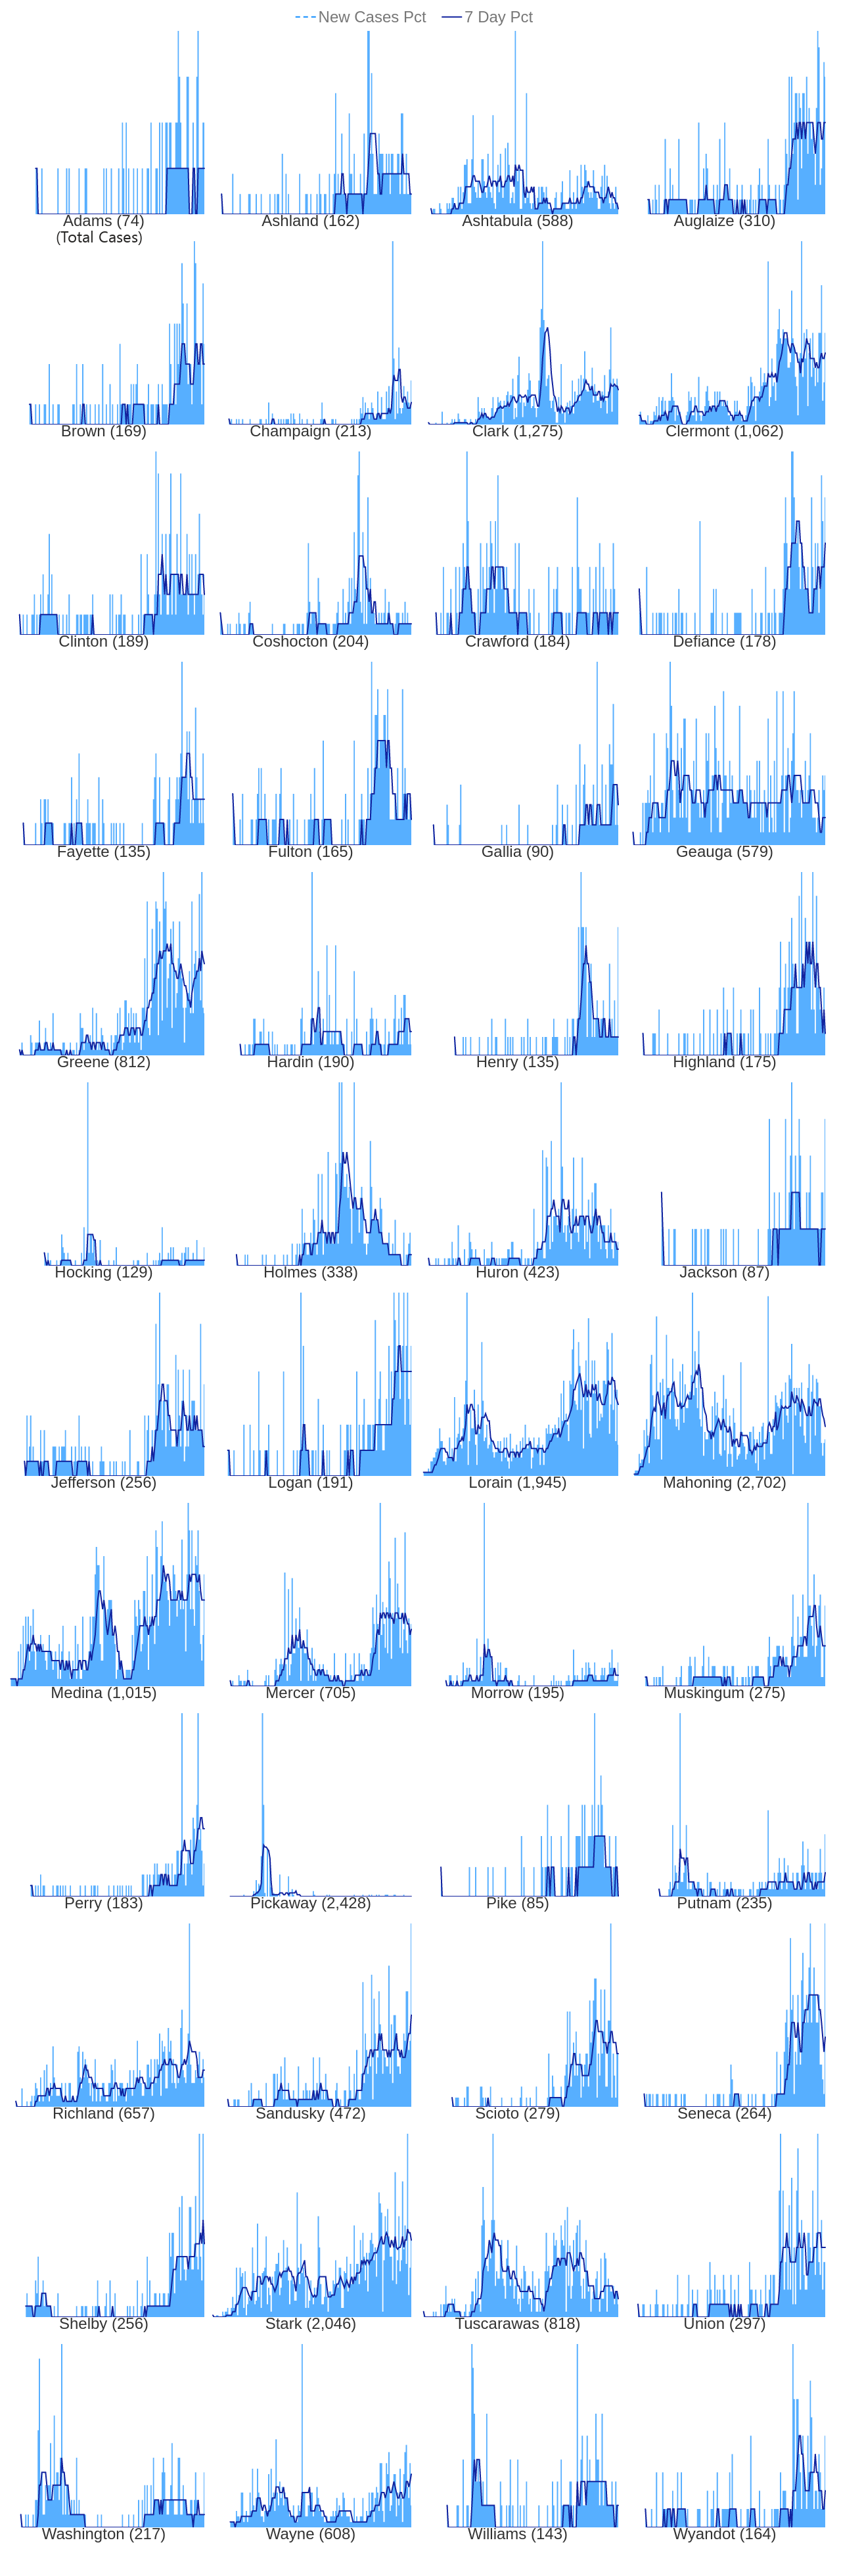 New Cases Pct 7 Day Pct
Adams (74) Ashland (162) Ashtabula (588) Auglaize (310)
(Total Cases)
Brown (169) Champaign (213) Clark (1,275) Clermont (1,062)
Clinton (189) Coshocton (204) Crawford (184) Defiance (178)
Fayette (135) Fulton (165) Gallia (90) Geauga (579)
Greene (812) Hardin (190) Henry (135) Highland (175)
Hocking (129) Holmes (338) Huron (423) Jackson (87)
Jefferson (256) Logan (191) Lorain (1,945) Mahoning (2,702)
Medina (1,015) Mercer (705) Morrow (195) Muskingum (275)
Perry (183) Pickaway (2,428) Pike (85) Putnam (235)
Richland (657) Sandusky (472) Scioto (279) Seneca (264)
Shelby (256) Stark (2,046) Tuscarawas (818) Union (297)
Washington (217) Wayne (608) Williams (143) Wyandot (164)